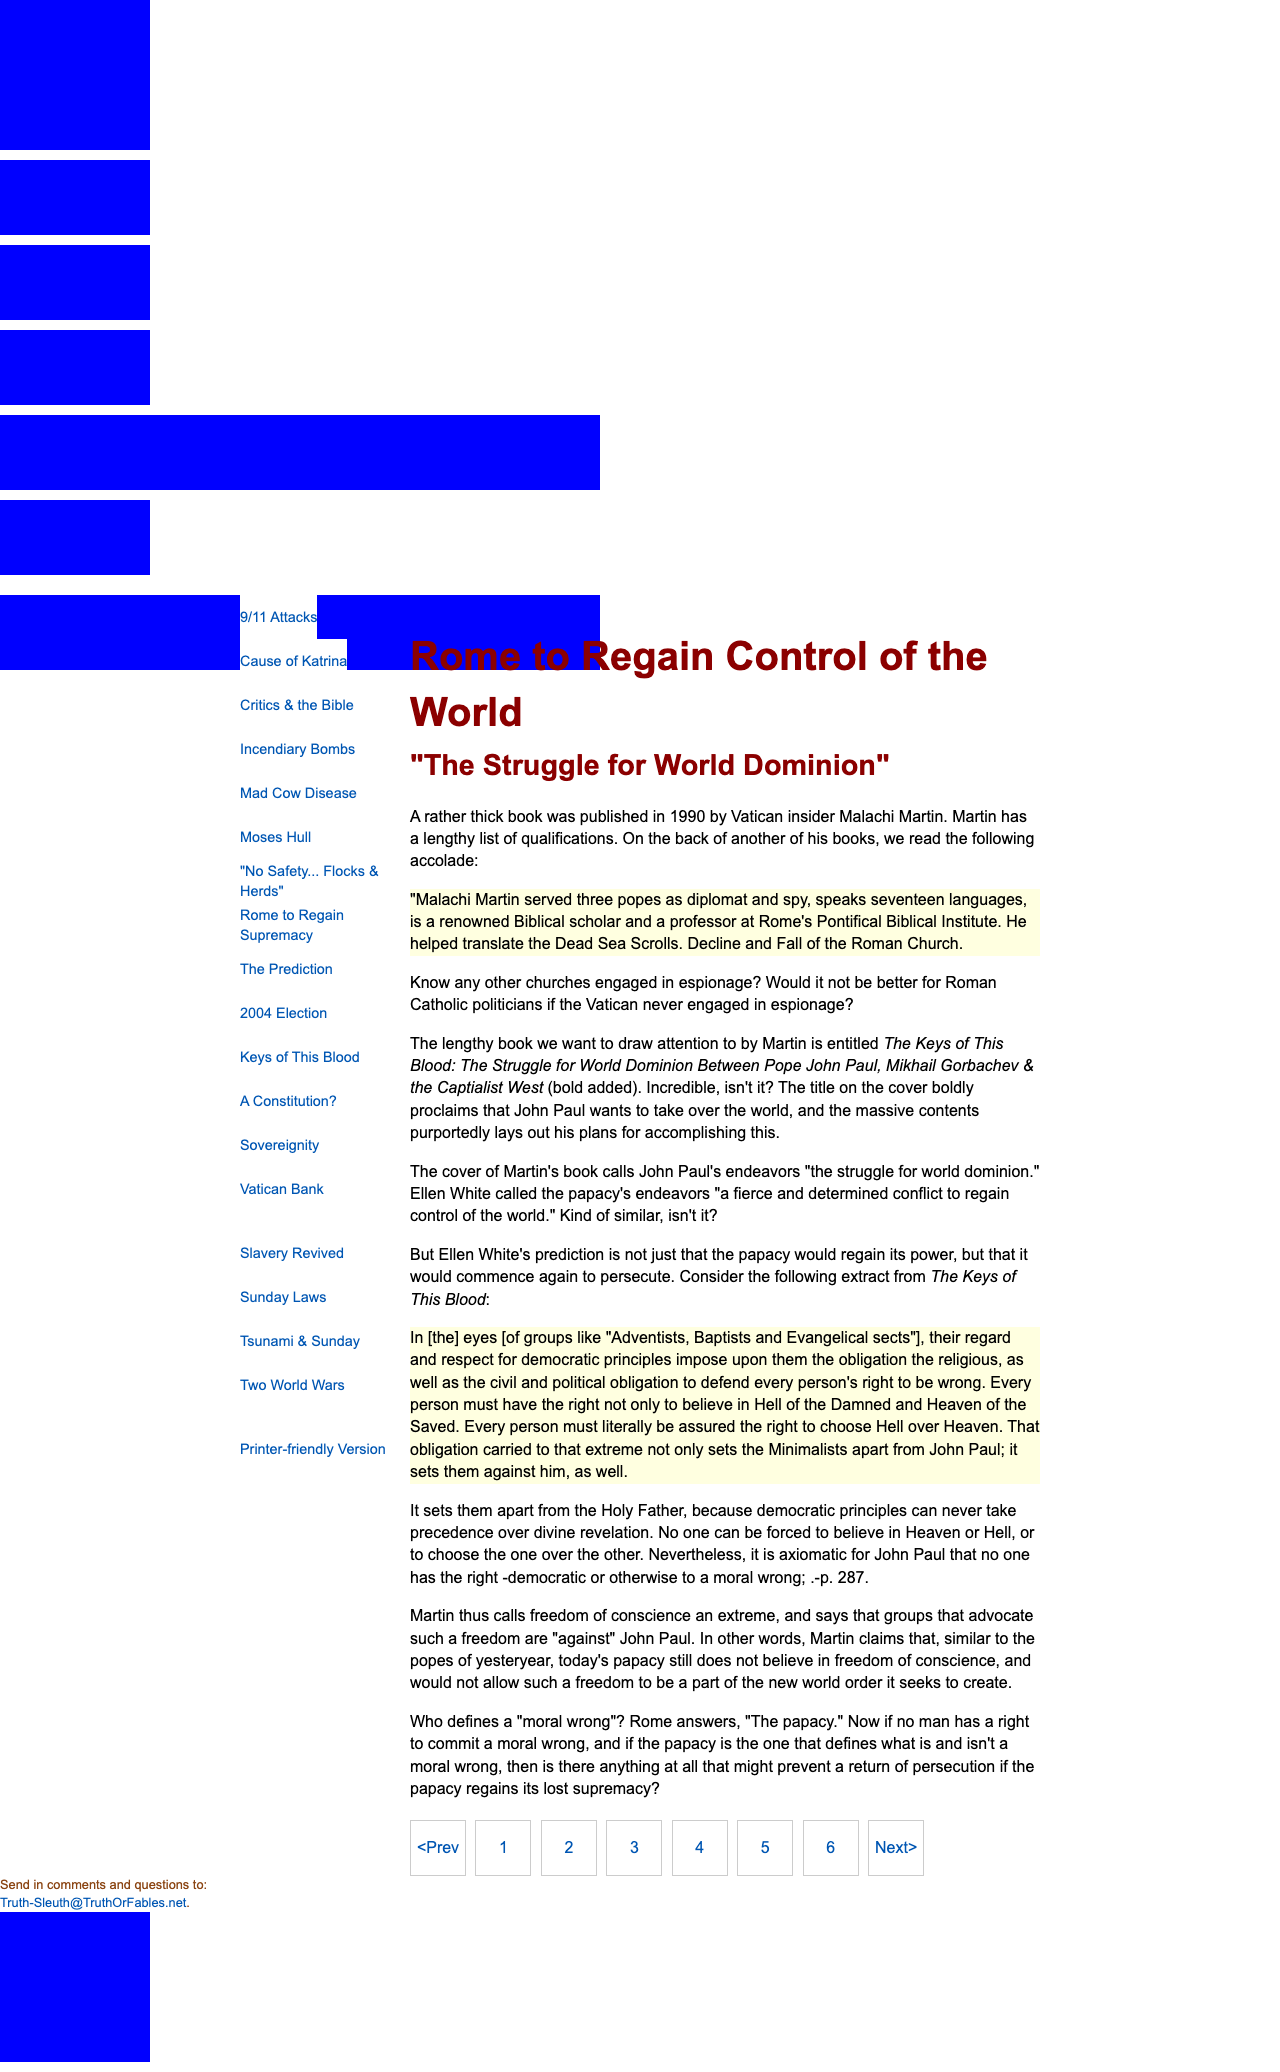 9/11 Attacks
Cause of Katrina
Critics & the Bible
Incendiary Bombs
Mad Cow Disease
Moses Hull
"No Safety... Flocks &
Herds"
Rome to Regain
Supremacy
The Prediction
2004 Election
Keys of This Blood
A Constitution?
Sovereignity
Vatican Bank
Slavery Revived
Sunday Laws
Tsunami & Sunday
Two World Wars
Printer-friendly Version
Rome to Regain Control of the
World
"The Struggle for World Dominion"
A rather thick book was published in 1990 by Vatican insider Malachi Martin. Martin has
a lengthy list of qualifications. On the back of another of his books, we read the following
accolade:
"Malachi Martin served three popes as diplomat and spy, speaks seventeen languages,
is a renowned Biblical scholar and a professor at Rome's Pontifical Biblical Institute. He
helped translate the Dead Sea Scrolls. Decline and Fall of the Roman Church.
Know any other churches engaged in espionage? Would it not be better for Roman
Catholic politicians if the Vatican never engaged in espionage?
The lengthy book we want to draw attention to by Martin is entitled The Keys of This
Blood: The Struggle for World Dominion Between Pope John Paul, Mikhail Gorbachev &
the Captialist West (bold added). Incredible, isn't it? The title on the cover boldly
proclaims that John Paul wants to take over the world, and the massive contents
purportedly lays out his plans for accomplishing this.
The cover of Martin's book calls John Paul's endeavors "the struggle for world dominion."
Ellen White called the papacy's endeavors "a fierce and determined conflict to regain
control of the world." Kind of similar, isn't it?
But Ellen White's prediction is not just that the papacy would regain its power, but that it
would commence again to persecute. Consider the following extract from The Keys of
This Blood:
In [the] eyes [of groups like "Adventists, Baptists and Evangelical sects"], their regard
and respect for democratic principles impose upon them the obligation the religious, as
well as the civil and political obligation to defend every person's right to be wrong. Every
person must have the right not only to believe in Hell of the Damned and Heaven of the
Saved. Every person must literally be assured the right to choose Hell over Heaven. That
obligation carried to that extreme not only sets the Minimalists apart from John Paul; it
sets them against him, as well.
It sets them apart from the Holy Father, because democratic principles can never take
precedence over divine revelation. No one can be forced to believe in Heaven or Hell, or
to choose the one over the other. Nevertheless, it is axiomatic for John Paul that no one
has the right -democratic or otherwise to a moral wrong; .-p. 287.
Martin thus calls freedom of conscience an extreme, and says that groups that advocate
such a freedom are "against" John Paul. In other words, Martin claims that, similar to the
popes of yesteryear, today's papacy still does not believe in freedom of conscience, and
would not allow such a freedom to be a part of the new world order it seeks to create.
Who defines a "moral wrong"? Rome answers, "The papacy." Now if no man has a right
to commit a moral wrong, and if the papacy is the one that defines what is and isn't a
moral wrong, then is there anything at all that might prevent a return of persecution if the
papacy regains its lost supremacy?
<Prev 1 2 3 4 5 6 Next>
Send in comments and questions to:
Truth-Sleuth@TruthOrFables.net.